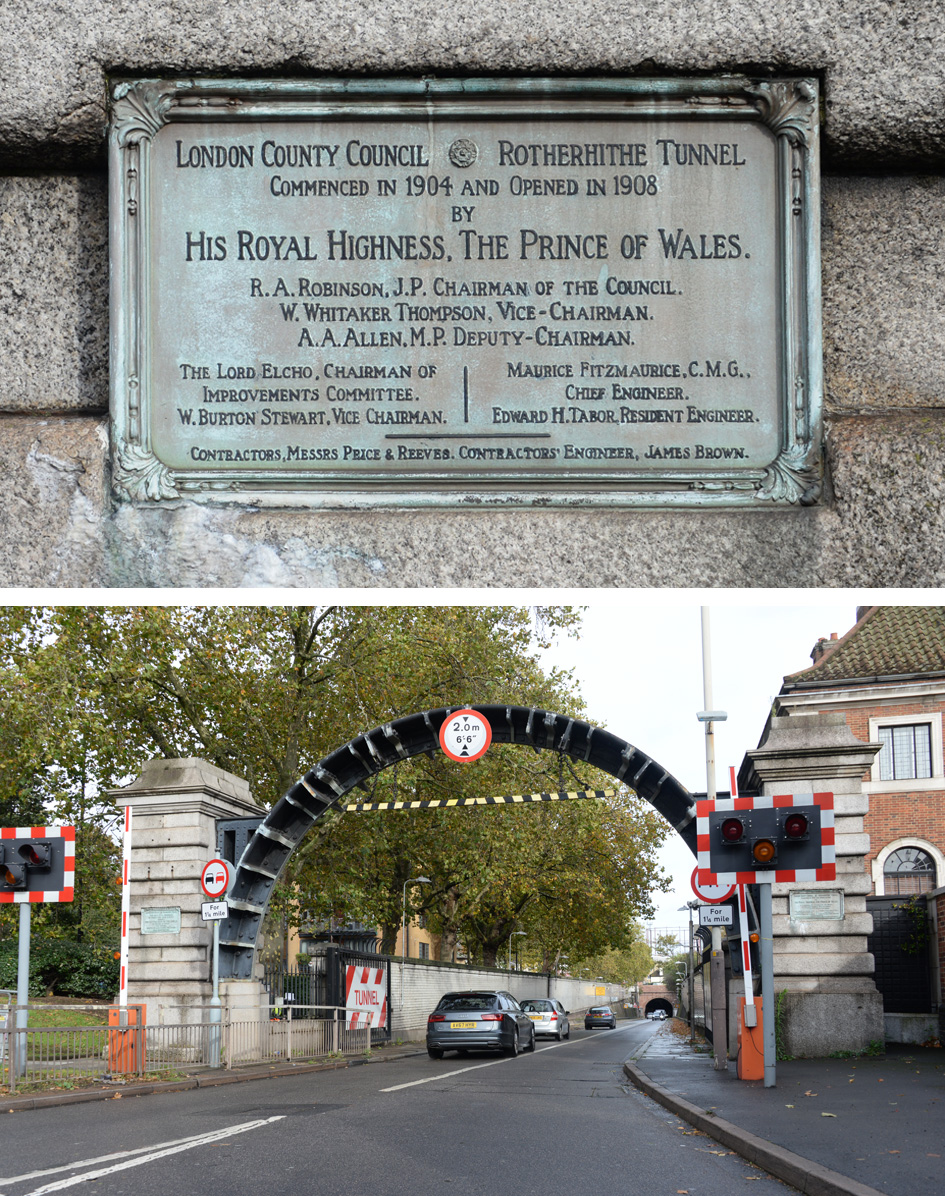 LONDON COUNTY COUNCIL ROTHERHITHE TUNNEL
COMMENCED IN 1904 AND OPENED IN 1908
BY
HIS ROYAL HIGHNESS, THE PRINCE OF WALES.
R. A. ROBINSON, J.P. CHAIRMAN OF THE COUNCIL.
W. WHITAKER THOMPSON, VICE-CHAIRMAN.
A.A. ALLEN, M.P. DEPUTY-CHAIRMAN.
THE LORD ELCHO, CHAIRMAN OF
IMPROVEMENTS COMMITTEE.
W. BURTON STEWART, VICE CHAIRMAN.
MAURICE FITZMAURICE, C.M.G.,
CHIEF ENGINEER.
EDWARD H. TABOR, RESIDENT ENGINEER.
CONTRACTORS, MESSRS PRICE & REEVES. CONTRACTORS' ENGINEER, JAMES BROWN.
2.0m
6'6"
For
1¼ mile
For
1¼ mile
TUNNEL